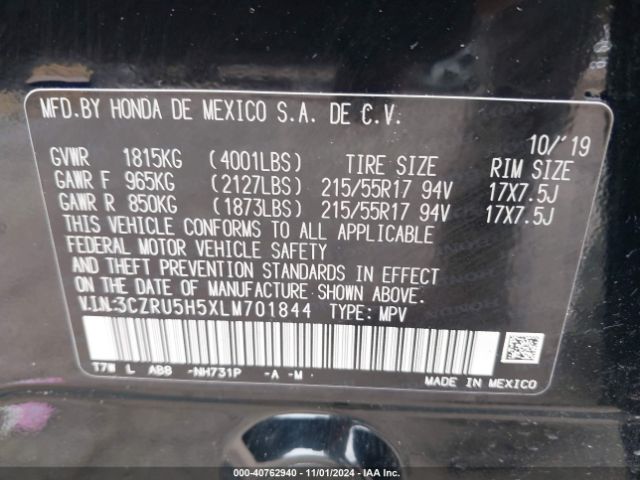 MFD.BY HONDA DE MEXICO S.A. DE C.V.
10/'19
GVWR 1815KG (4001LBS) TIRE SIZE RIM SIZE
GAWR F 965KG (2127LBS) 215/55R17 94V 17X7.5J
GAWR R 850KG (1873LBS) 215/55R17 94V 17X7.5J
THIS VEHICLE CONFORMS TO ALL APPLICABLE
FEDERAL MOTOR VEHICLE SAFETY
AND THEFT PREVENTION STANDARDS IN EFFECT
ON THE DATE OF MANUFACTURE SHOWN ABOVE.
V.I.N.:3CZRU5H5XLM701844 TYPE: MPV
T7W L ABB -NH731P -A -M
MADE IN MEXICO
000-40762940 - 11/01/2024 - IAA Inc.